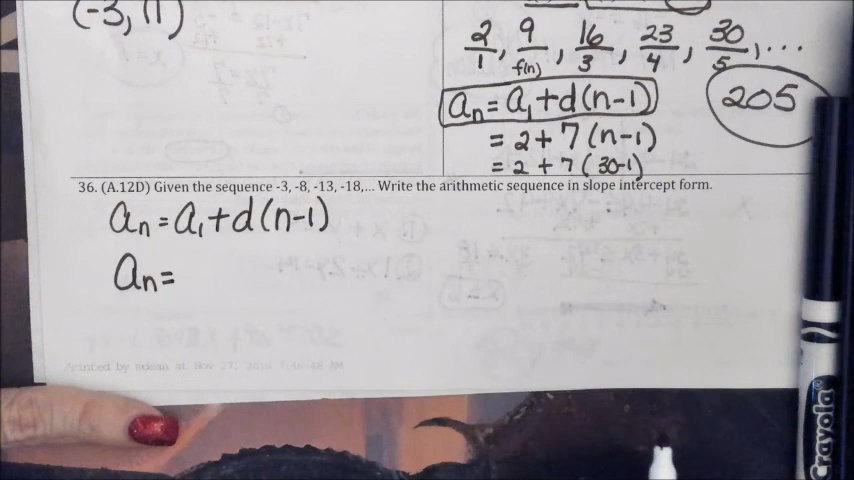 (-3, 11)
2/1, 9/f(n), 16/3, 23/4, 30/5, ...
an = a1 + d(n-1)
205
= 2 + 7 (n-1)
= 2 + 7 (30-1)
36. (A.12D) Given the sequence -3, -8, -13, -18,... Write the arithmetic sequence in slope intercept form.
an = a1 + d(n-1)
an =
Crayola